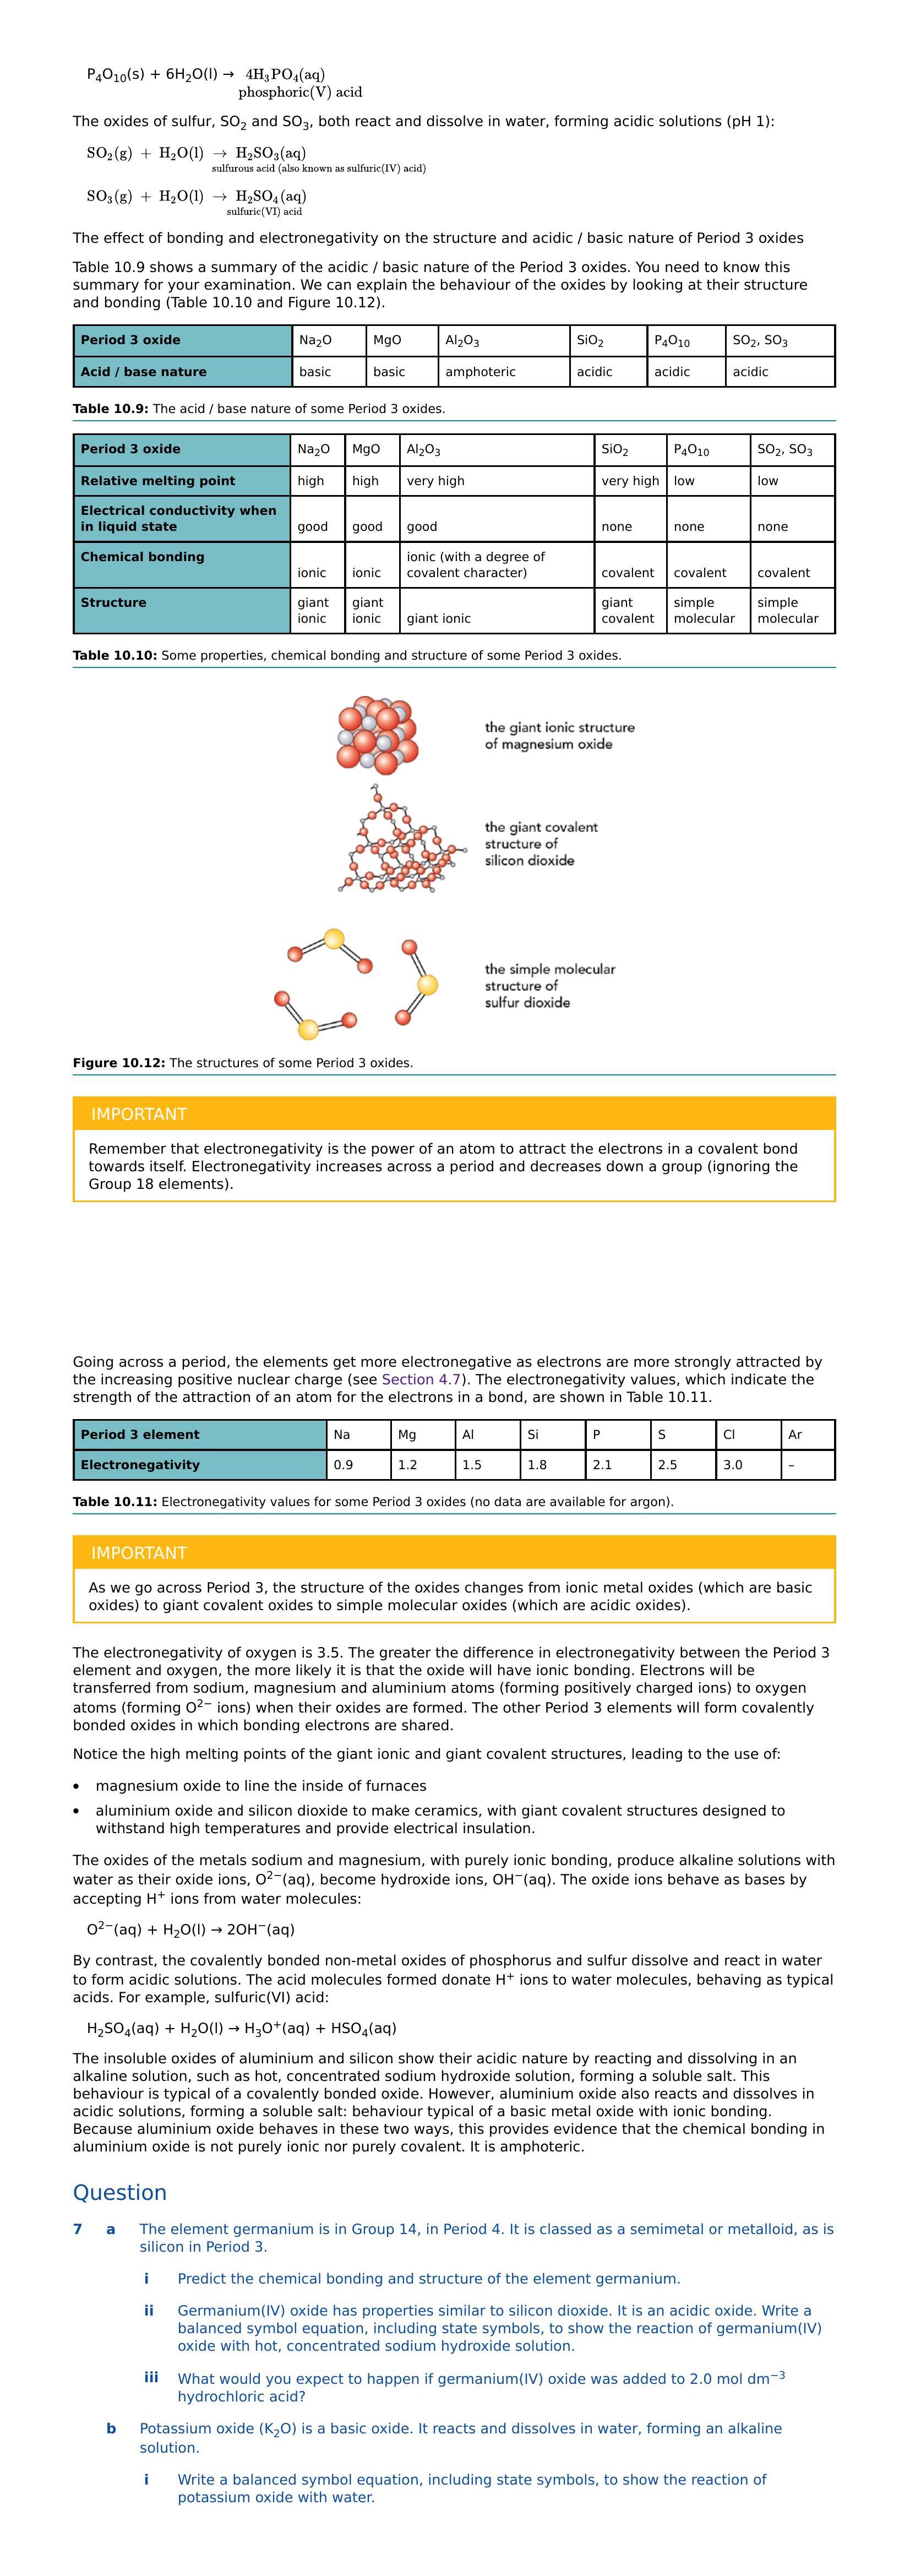 P₄O₁₀(s) + 6H₂O(l) → 4H₃PO₄(aq)
phosphoric(V) acid
The oxides of sulfur, SO₂ and SO₃, both react and dissolve in water, forming acidic solutions (pH 1):
SO₂(g) + H₂O(l) → H₂SO₃(aq)
sulfurous acid (also known as sulfuric(IV) acid)
SO₃(g) + H₂O(l) → H₂SO₄(aq)
sulfuric(VI) acid
The effect of bonding and electronegativity on the structure and acidic / basic nature of Period 3 oxides
Table 10.9 shows a summary of the acidic / basic nature of the Period 3 oxides. You need to know this
summary for your examination. We can explain the behaviour of the oxides by looking at their structure
and bonding (Table 10.10 and Figure 10.12).
Period 3 oxide Na₂O MgO Al₂O₃ SiO₂ P₄O₁₀ SO₂, SO₃
Acid / base nature basic basic amphoteric acidic acidic acidic
Table 10.9: The acid / base nature of some Period 3 oxides.
Period 3 oxide Na₂O MgO Al₂O₃ SiO₂ P₄O₁₀ SO₂, SO₃
Relative melting point high high very high very high low low
Electrical conductivity when
in liquid state good good good none none none
Chemical bonding ionic ionic ionic (with a degree of
covalent character) covalent covalent covalent
Structure giant
ionic giant
ionic giant ionic giant
covalent simple
molecular simple
molecular
Table 10.10: Some properties, chemical bonding and structure of some Period 3 oxides.
the giant ionic structure
of magnesium oxide
the giant covalent
structure of
silicon dioxide
the simple molecular
structure of
sulfur dioxide
Figure 10.12: The structures of some Period 3 oxides.
IMPORTANT
Remember that electronegativity is the power of an atom to attract the electrons in a covalent bond
towards itself. Electronegativity increases across a period and decreases down a group (ignoring the
Group 18 elements).
Going across a period, the elements get more electronegative as electrons are more strongly attracted by
the increasing positive nuclear charge (see Section 4.7). The electronegativity values, which indicate the
strength of the attraction of an atom for the electrons in a bond, are shown in Table 10.11.
Period 3 element Na Mg Al Si P S Cl Ar
Electronegativity 0.9 1.2 1.5 1.8 2.1 2.5 3.0 –
Table 10.11: Electronegativity values for some Period 3 oxides (no data are available for argon).
IMPORTANT
As we go across Period 3, the structure of the oxides changes from ionic metal oxides (which are basic
oxides) to giant covalent oxides to simple molecular oxides (which are acidic oxides).
The electronegativity of oxygen is 3.5. The greater the difference in electronegativity between the Period 3
element and oxygen, the more likely it is that the oxide will have ionic bonding. Electrons will be
transferred from sodium, magnesium and aluminium atoms (forming positively charged ions) to oxygen
atoms (forming O²⁻ ions) when their oxides are formed. The other Period 3 elements will form covalently
bonded oxides in which bonding electrons are shared.
Notice the high melting points of the giant ionic and giant covalent structures, leading to the use of:
• magnesium oxide to line the inside of furnaces
• aluminium oxide and silicon dioxide to make ceramics, with giant covalent structures designed to
withstand high temperatures and provide electrical insulation.
The oxides of the metals sodium and magnesium, with purely ionic bonding, produce alkaline solutions with
water as their oxide ions, O²⁻(aq), become hydroxide ions, OH⁻(aq). The oxide ions behave as bases by
accepting H⁺ ions from water molecules:
O²⁻(aq) + H₂O(l) → 2OH⁻(aq)
By contrast, the covalently bonded non-metal oxides of phosphorus and sulfur dissolve and react in water
to form acidic solutions. The acid molecules formed donate H⁺ ions to water molecules, behaving as typical
acids. For example, sulfuric(VI) acid:
H₂SO₄(aq) + H₂O(l) → H₃O⁺(aq) + HSO₄(aq)
The insoluble oxides of aluminium and silicon show their acidic nature by reacting and dissolving in an
alkaline solution, such as hot, concentrated sodium hydroxide solution, forming a soluble salt. This
behaviour is typical of a covalently bonded oxide. However, aluminium oxide also reacts and dissolves in
acidic solutions, forming a soluble salt: behaviour typical of a basic metal oxide with ionic bonding.
Because aluminium oxide behaves in these two ways, this provides evidence that the chemical bonding in
aluminium oxide is not purely ionic nor purely covalent. It is amphoteric.
Question
7 a The element germanium is in Group 14, in Period 4. It is classed as a semimetal or metalloid, as is
silicon in Period 3.
i Predict the chemical bonding and structure of the element germanium.
ii Germanium(IV) oxide has properties similar to silicon dioxide. It is an acidic oxide. Write a
balanced symbol equation, including state symbols, to show the reaction of germanium(IV)
oxide with hot, concentrated sodium hydroxide solution.
iii What would you expect to happen if germanium(IV) oxide was added to 2.0 mol dm⁻³
hydrochloric acid?
b Potassium oxide (K₂O) is a basic oxide. It reacts and dissolves in water, forming an alkaline
solution.
i Write a balanced symbol equation, including state symbols, to show the reaction of
potassium oxide with water.